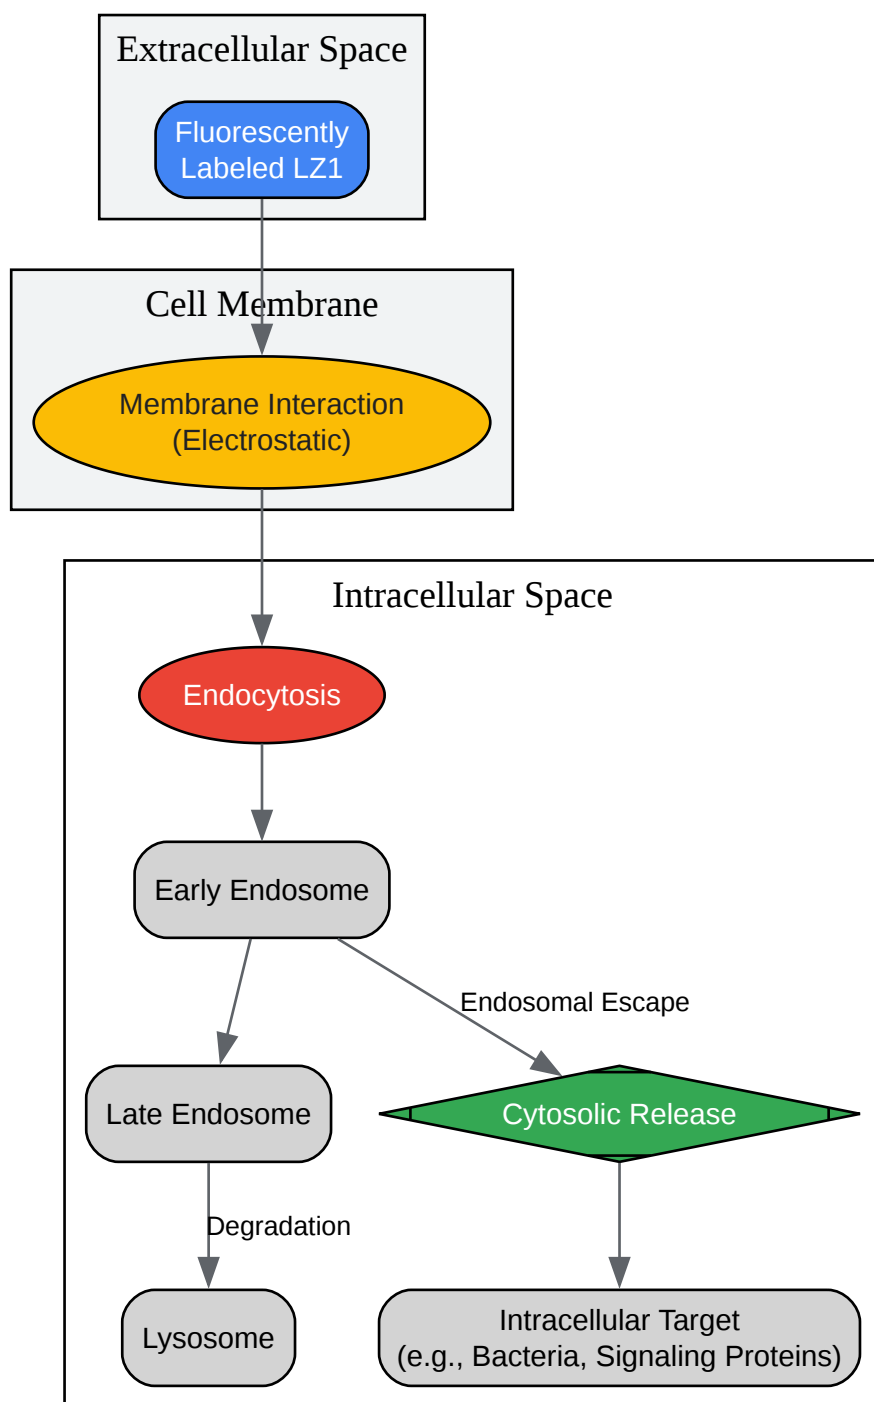 Extracellular Space
Fluorescently
Labeled LZ1
Cell Membrane
Membrane Interaction
(Electrostatic)
Intracellular Space
Endocytosis
Early Endosome
Endosomal Escape
Late Endosome
Cytosolic Release
Degradation
Lysosome
Intracellular Target
(e.g., Bacteria, Signaling Proteins)